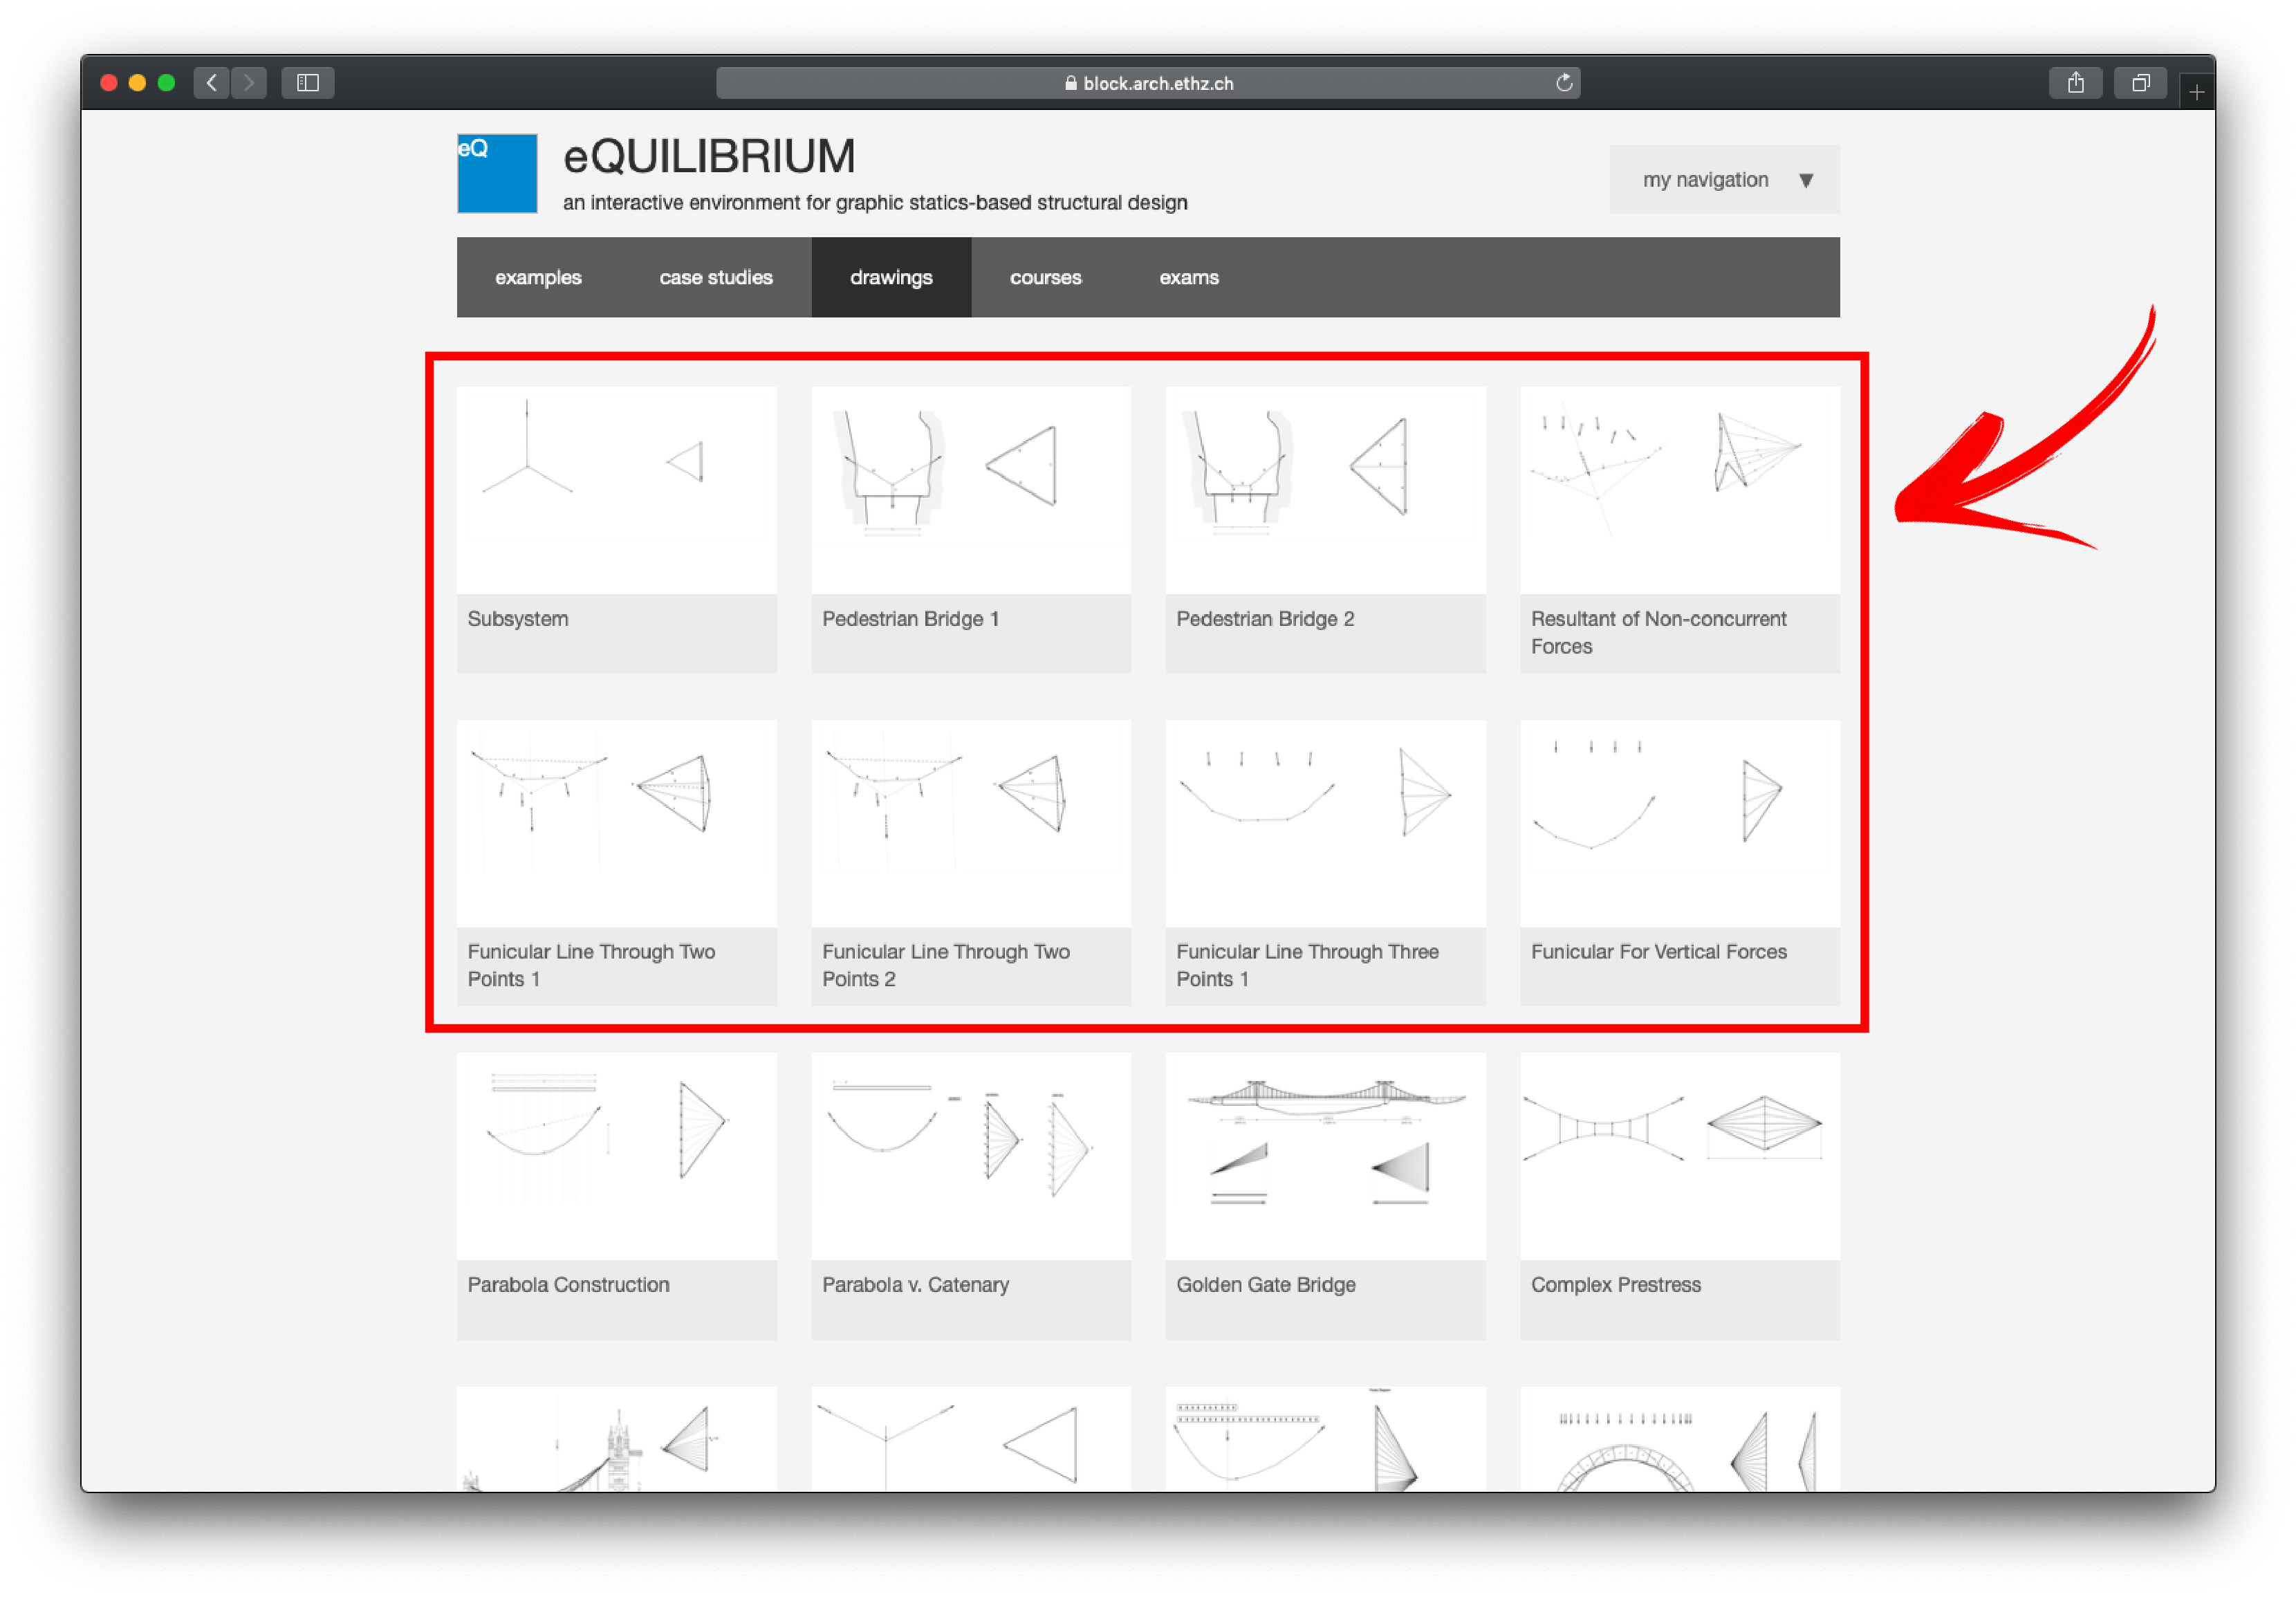 block.arch.ethz.ch
eQ
eQUILIBRIUM
an interactive environment for graphic statics-based structural design
my navigation ▼
examples case studies drawings courses exams
Subsystem
Pedestrian Bridge 1
Pedestrian Bridge 2
Resultant of Non-concurrent
Forces
Funicular Line Through Two
Points 1
Funicular Line Through Two
Points 2
Funicular Line Through Three
Points 1
Funicular For Vertical Forces
Parabola Construction
Parabola v. Catenary
Golden Gate Bridge
Complex Prestress